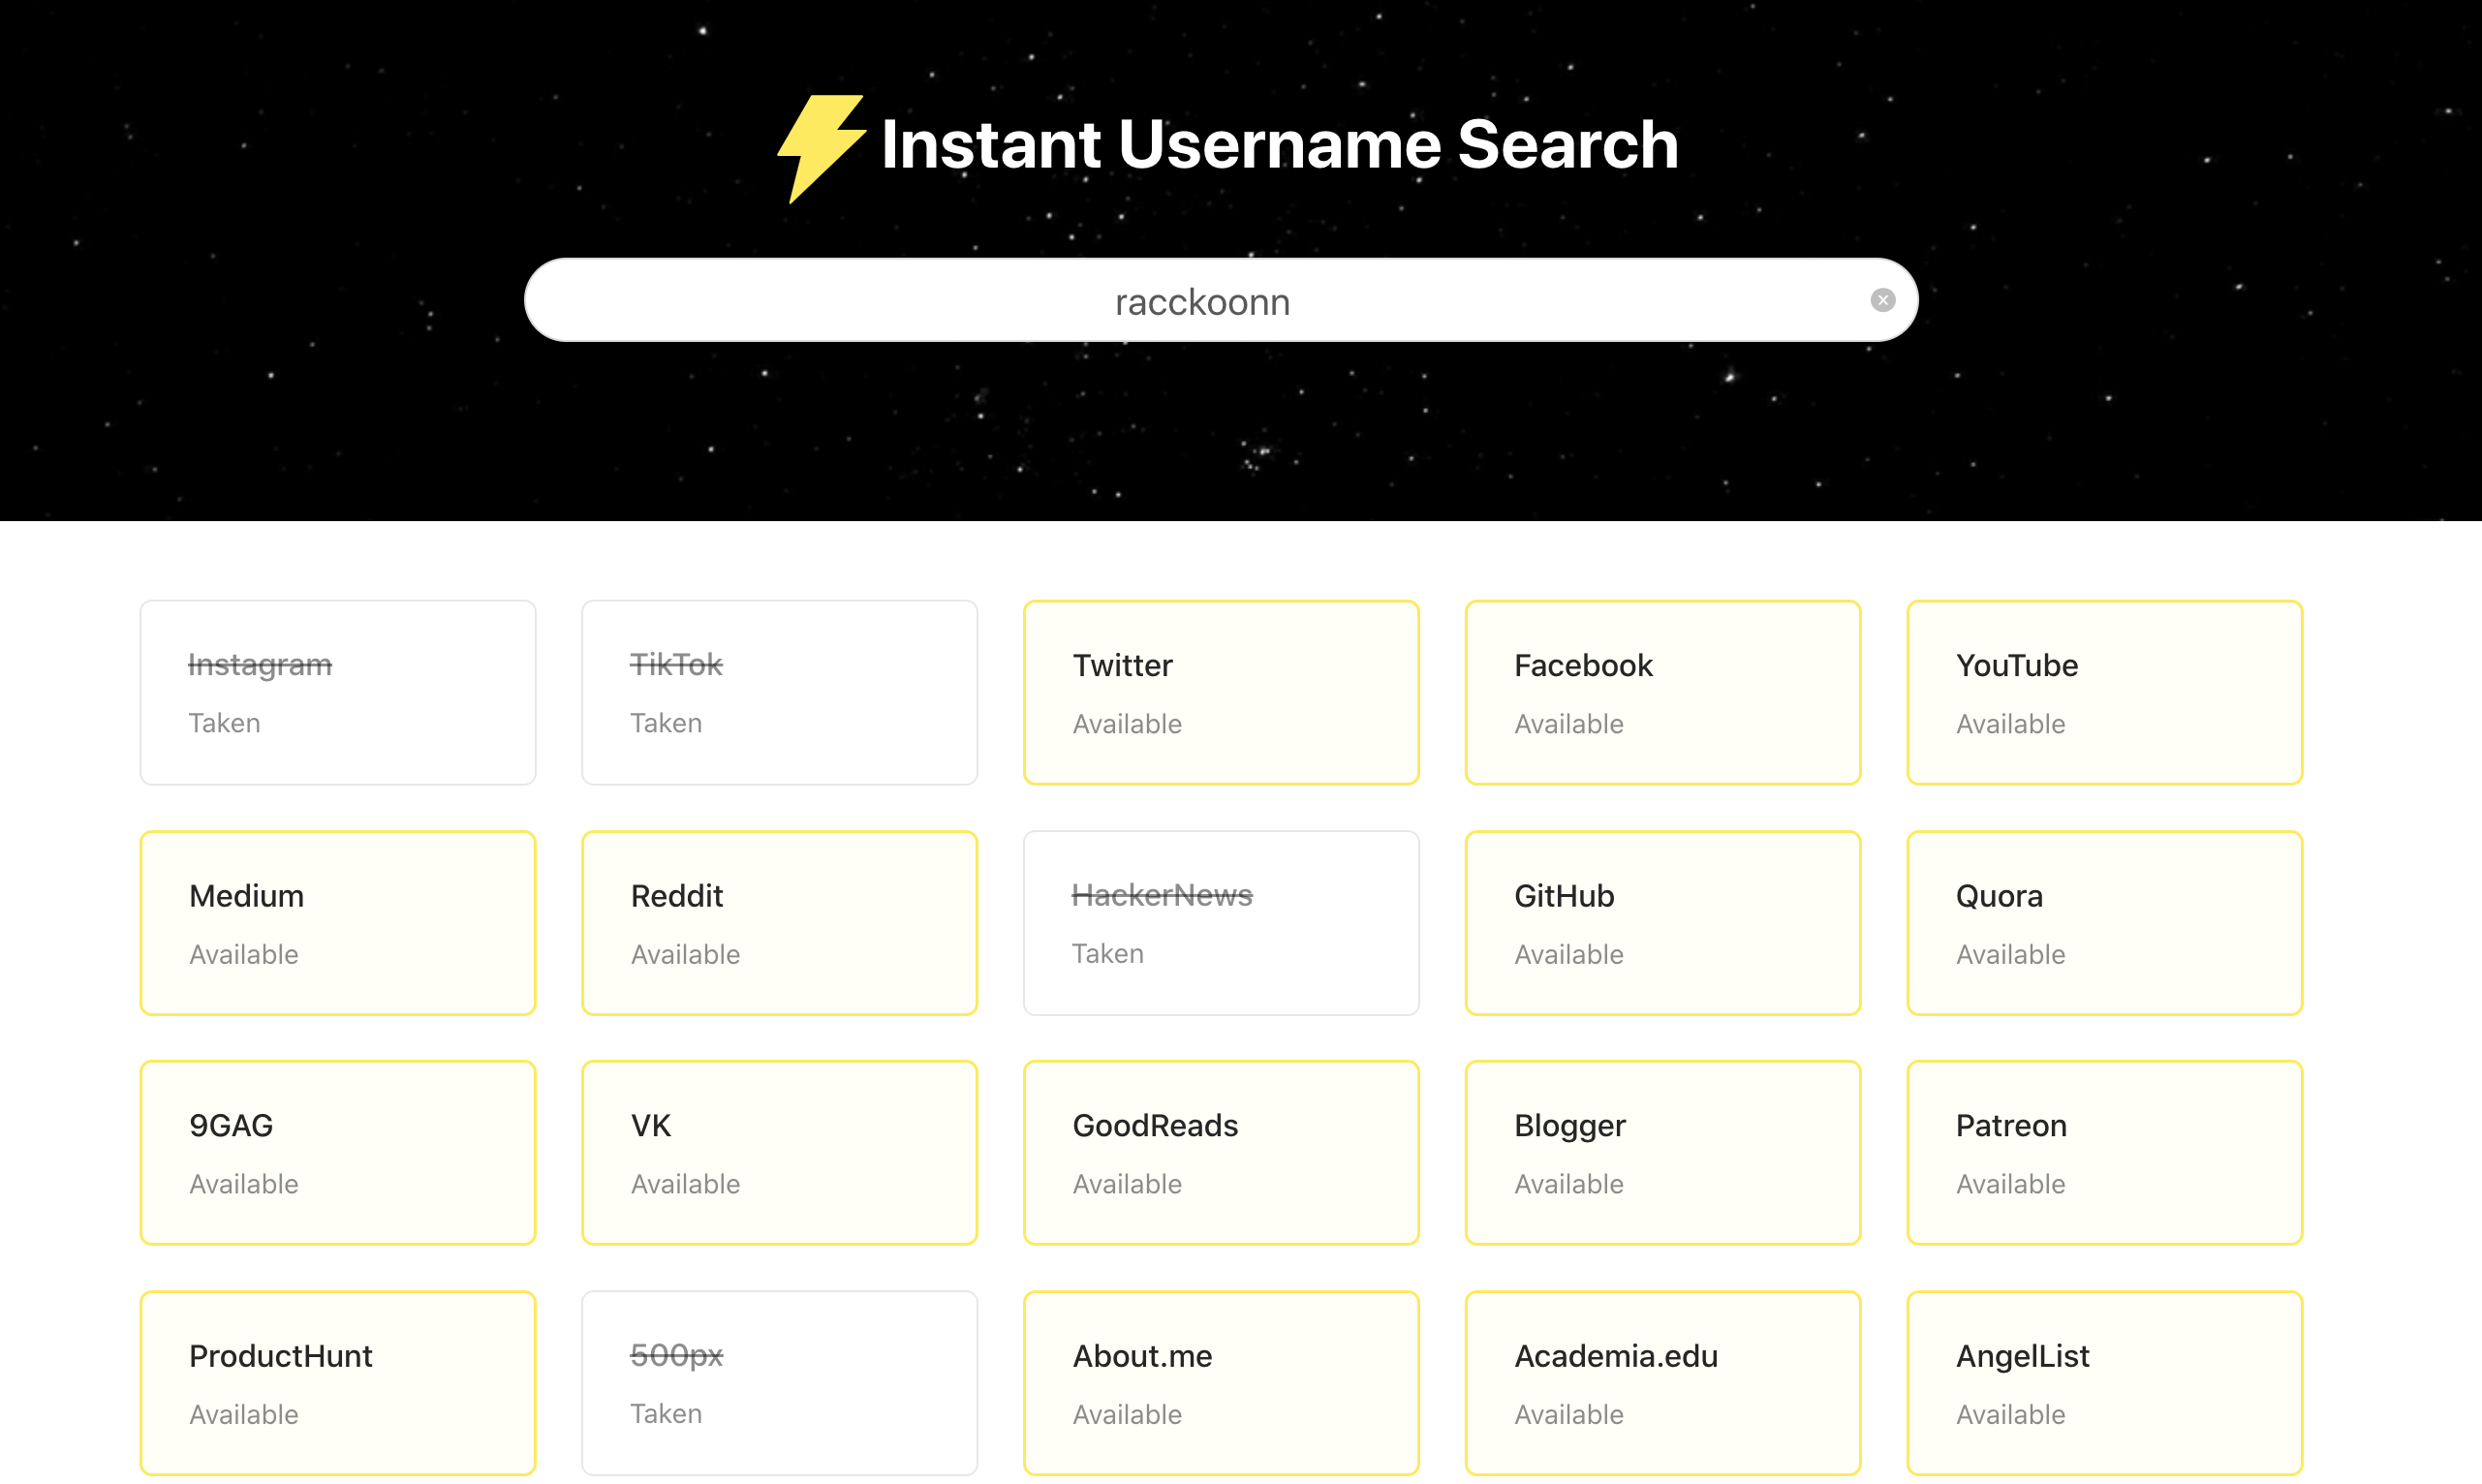 Instant Username Search
racckoonn
Instagram
Taken
TikTok
Taken
Twitter
Available
Facebook
Available
YouTube
Available
Medium
Available
Reddit
Available
HackerNews
Taken
GitHub
Available
Quora
Available
9GAG
Available
VK
Available
GoodReads
Available
Blogger
Available
Patreon
Available
ProductHunt
Available
500px
Taken
About.me
Available
Academia.edu
Available
AngelList
Available